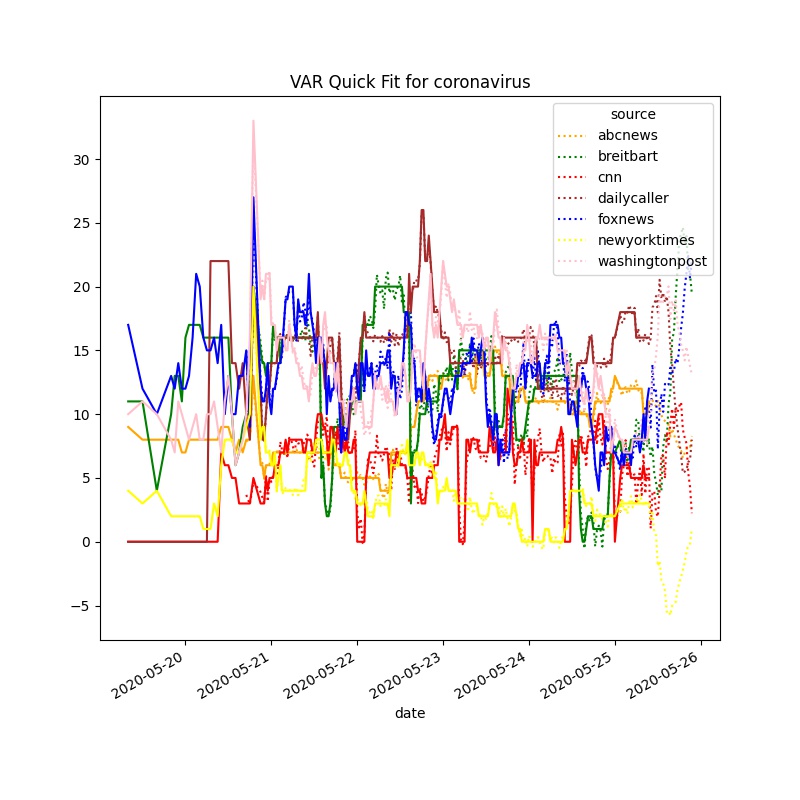 VAR Quick Fit for coronavirus
source
abcnews
breitbart
cnn
dailycaller
foxnews
newyorktimes
washingtonpost
30
25
20
15
10
5
0
−5
2020-05-20
2020-05-21
2020-05-22
2020-05-23
2020-05-24
2020-05-25
2020-05-26
date